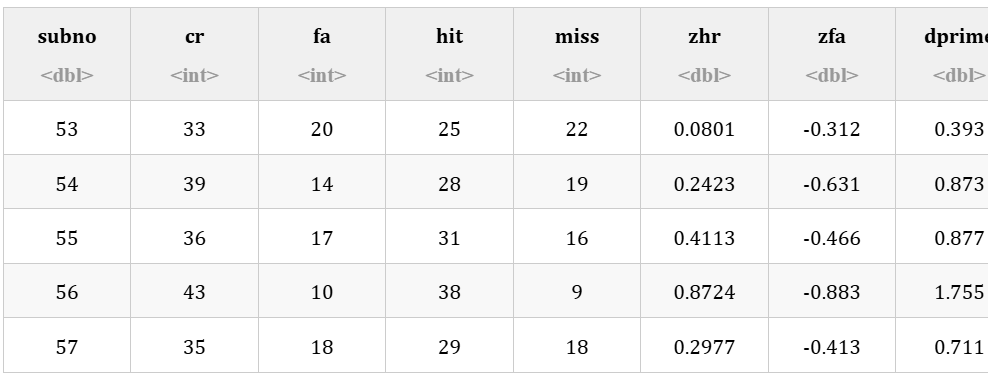 subno cr fa hit miss zhr zfa dprime
<dbl> <int> <int> <int> <int> <dbl> <dbl> <dbl>
53 33 20 25 22 0.0801 -0.312 0.393
54 39 14 28 19 0.2423 -0.631 0.873
55 36 17 31 16 0.4113 -0.466 0.877
56 43 10 38 9 0.8724 -0.883 1.755
57 35 18 29 18 0.2977 -0.413 0.711